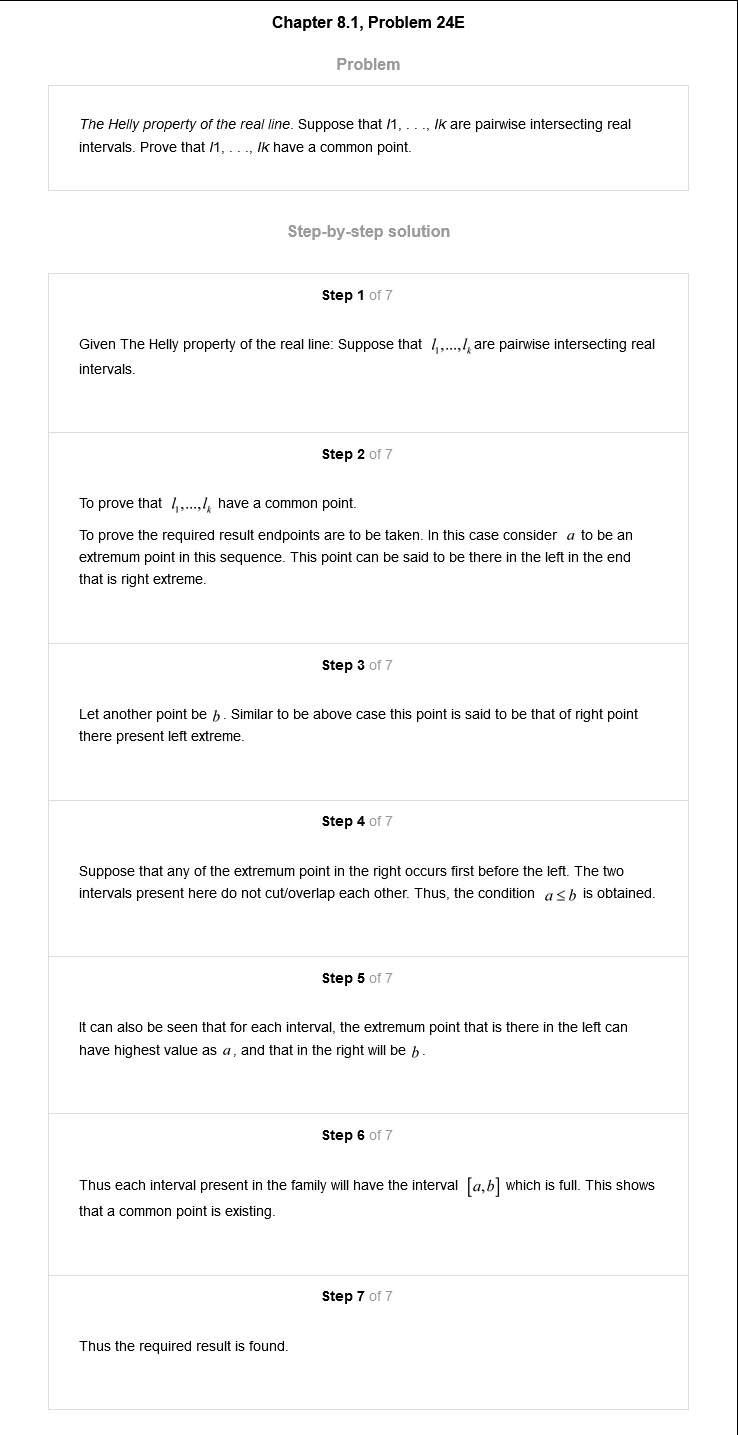 Chapter 8.1, Problem 24E
Problem
The Helly property of the real line. Suppose that I1, . . ., Ik are pairwise intersecting real
intervals. Prove that I1, . . ., Ik have a common point.
Step-by-step solution
Step 1 of 7
Given The Helly property of the real line: Suppose that l₁,...,lₖ are pairwise intersecting real
intervals.
Step 2 of 7
To prove that l₁,...,lₖ have a common point.
To prove the required result endpoints are to be taken. In this case consider a to be an
extremum point in this sequence. This point can be said to be there in the left in the end
that is right extreme.
Step 3 of 7
Let another point be b. Similar to be above case this point is said to be that of right point
there present left extreme.
Step 4 of 7
Suppose that any of the extremum point in the right occurs first before the left. The two
intervals present here do not cut/overlap each other. Thus, the condition a ≤ b is obtained.
Step 5 of 7
It can also be seen that for each interval, the extremum point that is there in the left can
have highest value as a, and that in the right will be b.
Step 6 of 7
Thus each interval present in the family will have the interval [a,b] which is full. This shows
that a common point is existing.
Step 7 of 7
Thus the required result is found.